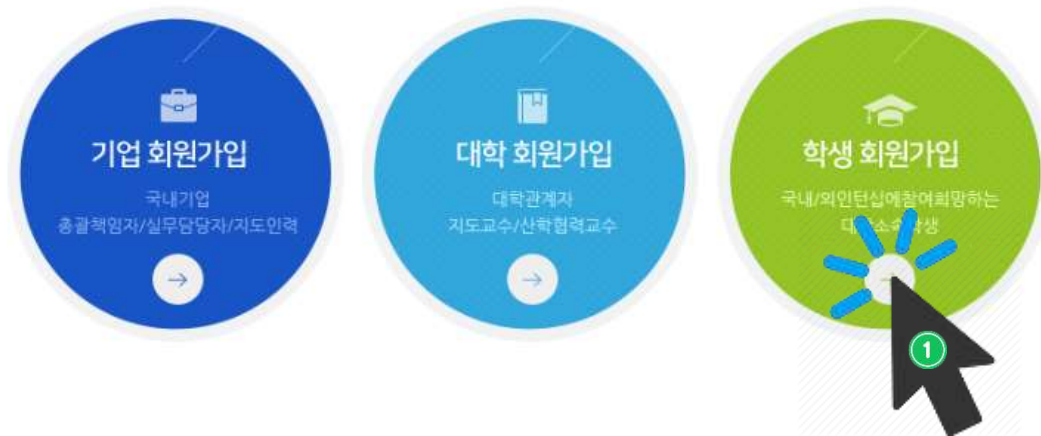 기업 회원가입
국내기업
총괄책임자/실무담당자/지도인력
대학 회원가입
대학관계자
지도교수/산학협력교수
학생 회원가입
국내/외인턴십에참여희망하는
1